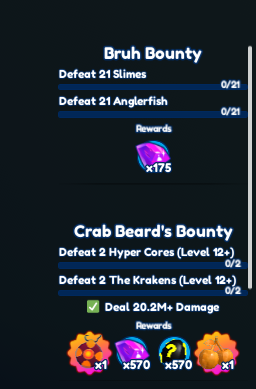 Bruh Bounty
Defeat 21 Slimes
0/21
Defeat 21 Anglerfish
0/21
Rewards
x175
Crab Beard's Bounty
Defeat 2 Hyper Cores (Level 12+)
0/2
Defeat 2 The Krakens (Level 12+)
0/2
Deal 20.2M+ Damage
Rewards
x1 x570 ? x570 x1